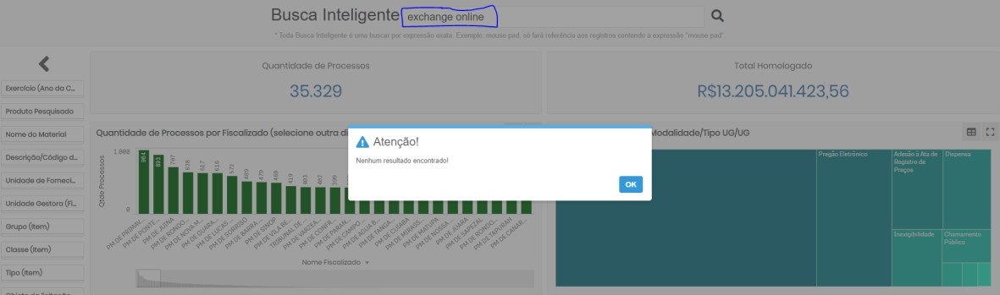 Busca Inteligente exchange online
* Toda Busca Inteligente é uma buscar por expressão exata. Exemplo: mouse pad, só fará referência aos registros contendo a expressão "mouse pad"
Quantidade de Processos
35.329
Total Homologado
R$13.205.041.423,56
Exercício (Ano da C...
Produto Pesquisado
Nome do Material
Descrição/Código d...
Unidade de Forneci...
Unidade Gestora (Fi...
Grupo (Item)
Classe (Item)
Tipo (Item)
Quantidade de Processos por Fiscalizado (selecione outra di
Qtde Processos
1.000
0
964
893
707
638
617
616
572
469
479
469
419
403
402
390
PM DE PRIMAV...
PM DE PONTE...
PM DE JUINA
PM DE RONDO...
PM DE NOVA M...
PM DE GUARA...
PM DE LUCAS ...
PM DE SORRISO
PM DE BARRA ...
PM DE SINOP
PM DE VILA BE...
TRIBUNAL DE ...
PM DE VARZEA...
PM DE CONFR...
PM DE PARAN...
PM DE CAMPO ...
PM DE ÁGUA B...
PM DE TANGA...
PM DE CUIABA
PM DE MIRASS...
PM DE MATUPA
PM DE NOSSA ...
PM DE JUARA
PM DE SAPEZAL
PM DE RONDO...
PM DE TAPURAH
PM DE CANAR...
Nome Fiscalizado
Atenção!
Nenhum resultado encontrado!
OK
Modalidade/Tipo UG/UG
Pregão Eletrônico
Adesão à Ata de
Registro de
Preços
Dispensa
Inexigibilidade
Chamamento
Público